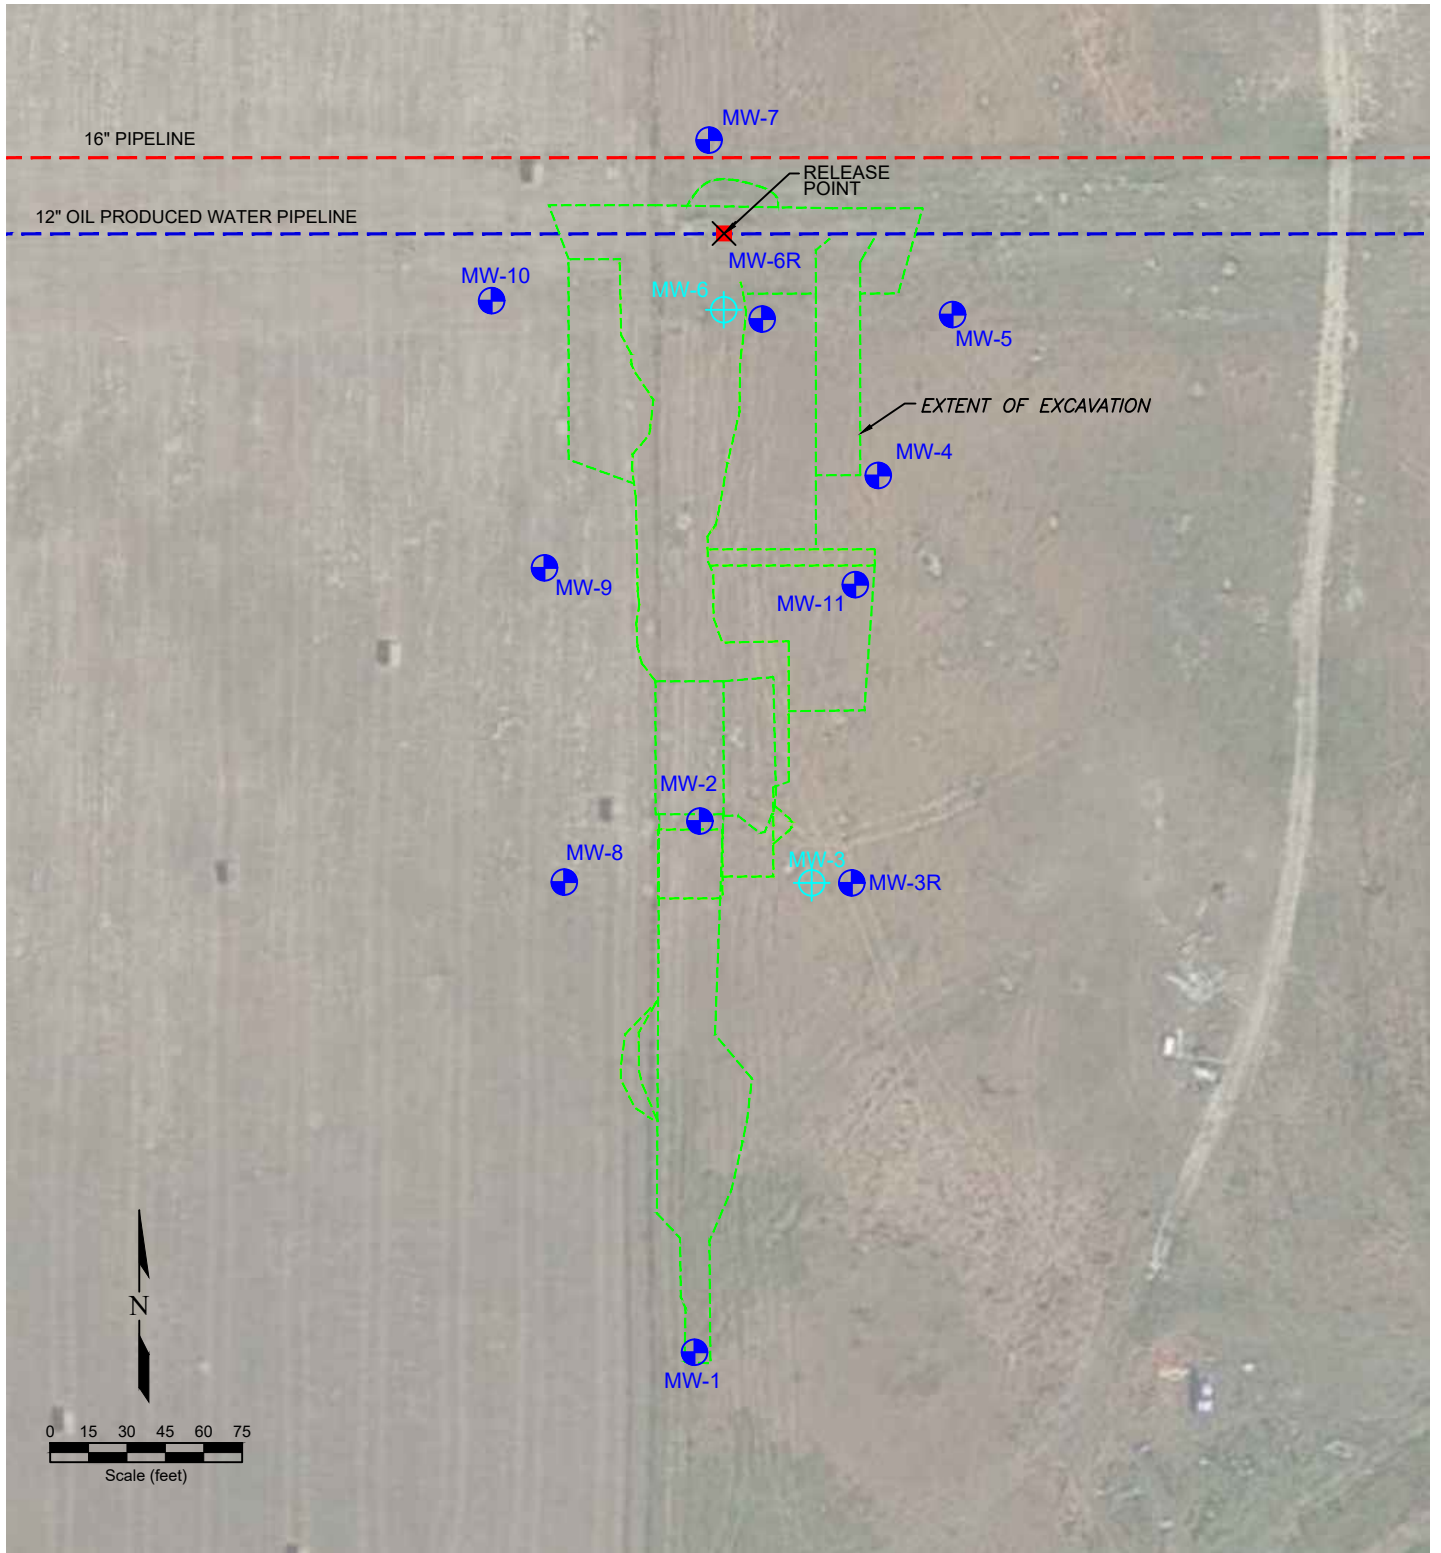 MW-7
16" PIPELINE
RELEASE
POINT
12" OIL PRODUCED WATER PIPELINE
MW-6R
MW-10
MW-6
MW-5
EXTENT OF EXCAVATION
MW-4
MW-9
MW-11
MW-2
MW-8
MW-3
MW-3R
N
MW-1
0 15 30 45 60 75
Scale (feet)